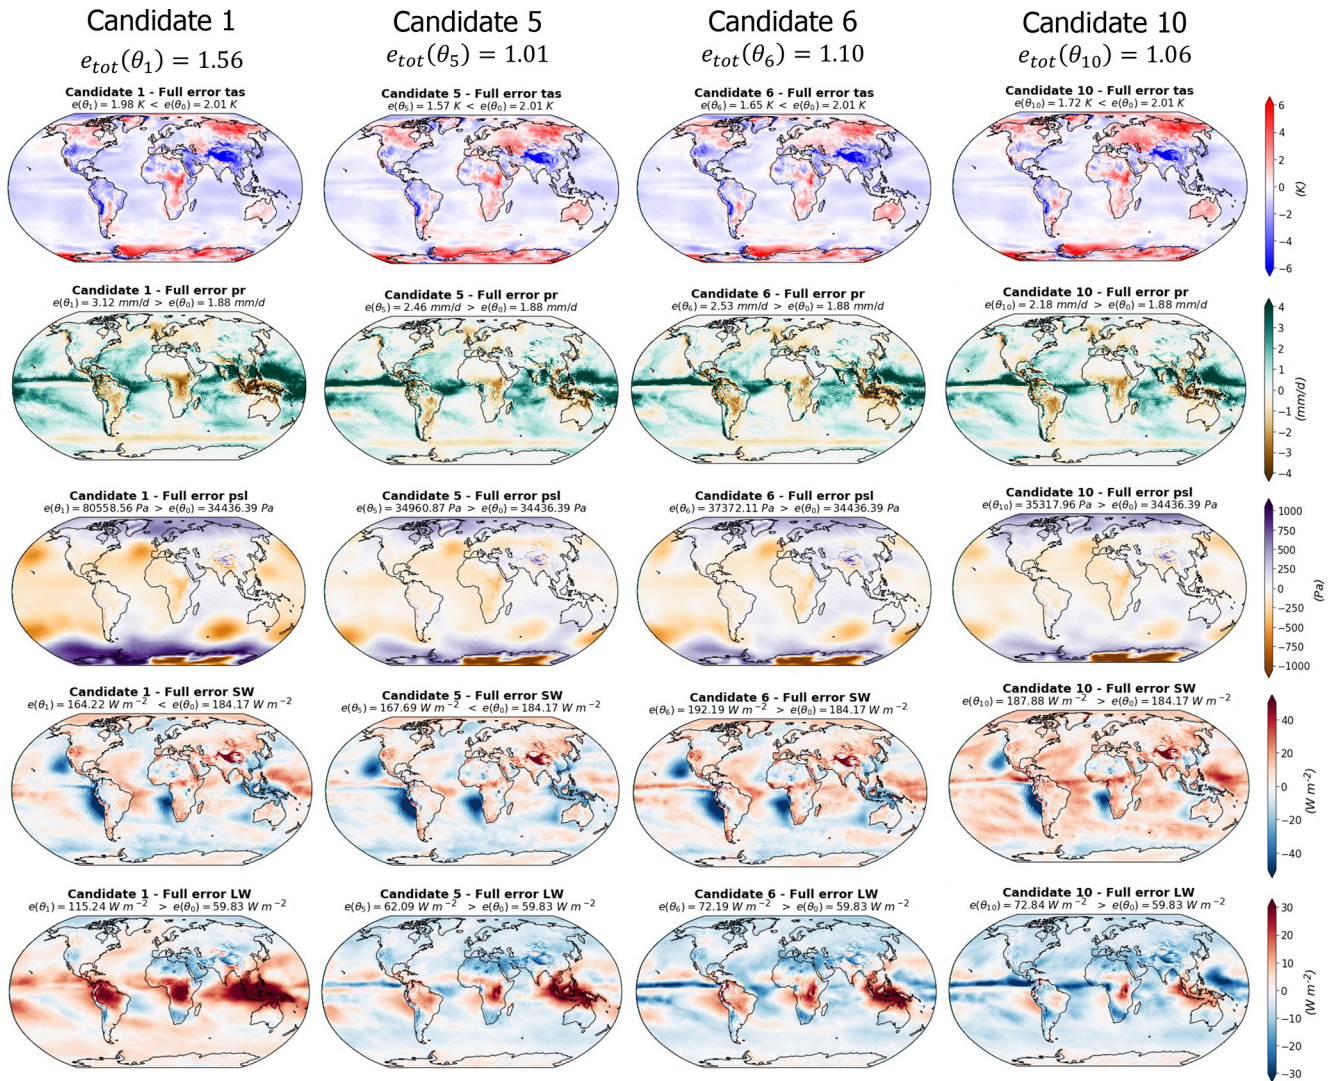 Candidate 1 Candidate 5 Candidate 6 Candidate 10
e_tot(θ₁) = 1.56 e_tot(θ₅) = 1.01 e_tot(θ₆) = 1.10 e_tot(θ₁₀) = 1.06
Candidate 1 - Full error tas Candidate 5 - Full error tas Candidate 6 - Full error tas Candidate 10 - Full error tas
e(θ₁) = 1.98 K < e(θ₀) = 2.01 K e(θ₅) = 1.57 K < e(θ₀) = 2.01 K e(θ₆) = 1.65 K < e(θ₀) = 2.01 K e(θ₁₀) = 1.72 K < e(θ₀) = 2.01 K
6
4
2
0
−2
−4
−6
(K)
Candidate 1 - Full error pr Candidate 5 - Full error pr Candidate 6 - Full error pr Candidate 10 - Full error pr
e(θ₁) = 3.12 mm/d > e(θ₀) = 1.88 mm/d e(θ₅) = 2.46 mm/d > e(θ₀) = 1.88 mm/d e(θ₆) = 2.53 mm/d > e(θ₀) = 1.88 mm/d e(θ₁₀) = 2.18 mm/d > e(θ₀) = 1.88 mm/d
4
3
2
1
0
−1
−2
−3
−4
(mm/d)
Candidate 1 - Full error psl Candidate 5 - Full error psl Candidate 6 - Full error psl Candidate 10 - Full error psl
e(θ₁) = 80558.56 Pa > e(θ₀) = 34436.39 Pa e(θ₅) = 34960.87 Pa > e(θ₀) = 34436.39 Pa e(θ₆) = 37372.11 Pa > e(θ₀) = 34436.39 Pa e(θ₁₀) = 35317.96 Pa > e(θ₀) = 34436.39 Pa
1000
750
500
250
0
−250
−500
−750
−1000
(Pa)
Candidate 1 - Full error SW Candidate 5 - Full error SW Candidate 6 - Full error SW Candidate 10 - Full error SW
e(θ₁) = 164.22 W m⁻² < e(θ₀) = 184.17 W m⁻² e(θ₅) = 167.69 W m⁻² < e(θ₀) = 184.17 W m⁻² e(θ₆) = 192.19 W m⁻² > e(θ₀) = 184.17 W m⁻² e(θ₁₀) = 187.88 W m⁻² > e(θ₀) = 184.17 W m⁻²
40
20
0
−20
−40
(W m⁻²)
Candidate 1 - Full error LW Candidate 5 - Full error LW Candidate 6 - Full error LW Candidate 10 - Full error LW
e(θ₁) = 115.24 W m⁻² > e(θ₀) = 59.83 W m⁻² e(θ₅) = 62.09 W m⁻² > e(θ₀) = 59.83 W m⁻² e(θ₆) = 72.19 W m⁻² > e(θ₀) = 59.83 W m⁻² e(θ₁₀) = 72.84 W m⁻² > e(θ₀) = 59.83 W m⁻²
30
20
10
0
−10
−20
−30
(W m⁻²)